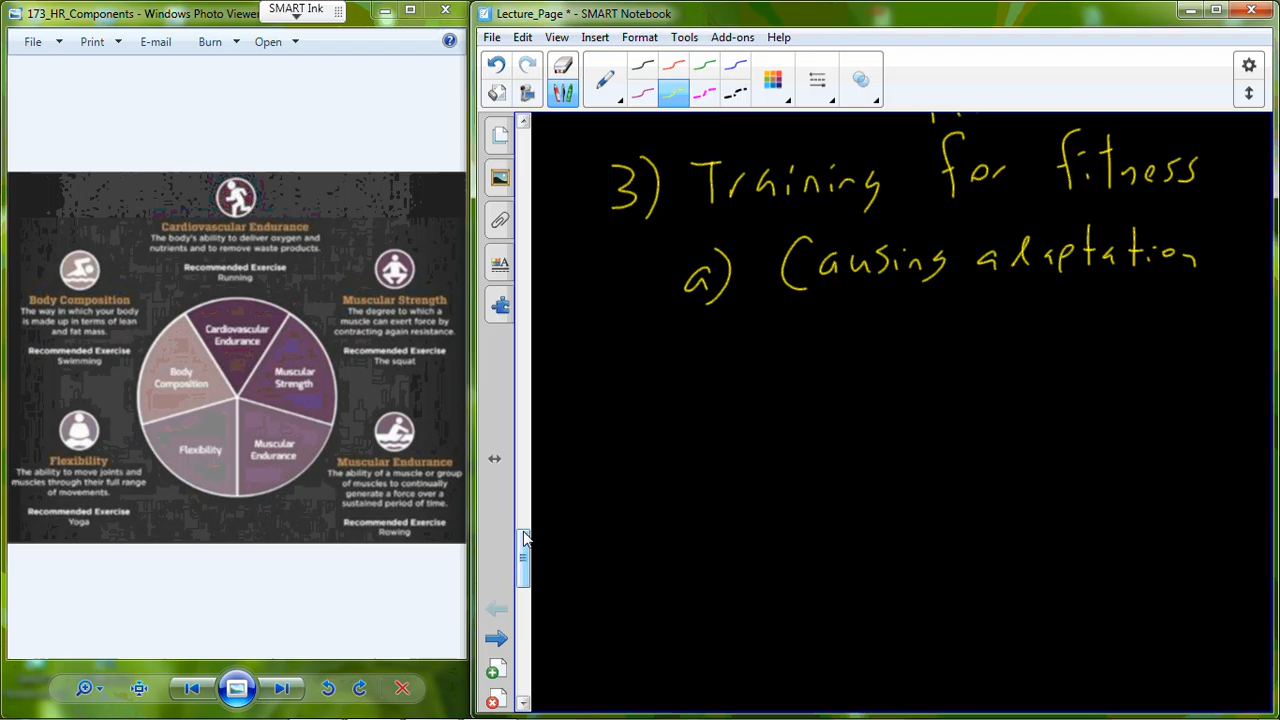 173_HR_Components - Windows Photo Viewer
SMART Ink
File
Print
E-mail
Burn
Open
Cardiovascular Endurance
The body's ability to deliver oxygen and
nutrients and to remove waste products.
Recommended Exercise
Running
Body Composition
The way in which your body
is made up in terms of lean
and fat mass.
Recommended Exercise
Swimming
Muscular Strength
The degree to which a
muscle can exert force by
contracting again resistance.
Recommended Exercise
The squat
Cardiovascular
Endurance
Body
Composition
Muscular
Strength
Flexibility
Muscular
Endurance
Flexibility
The ability to move joints and
muscles through their full range
of movements.
Recommended Exercise
Yoga
Muscular Endurance
The ability of a muscle or group
of muscles to continually
generate a force over a
sustained period of time.
Recommended Exercise
Rowing
Lecture_Page * - SMART Notebook
File
Edit
View
Insert
Format
Tools
Add-ons
Help
3) Training for fitness
a) Causing adaptation